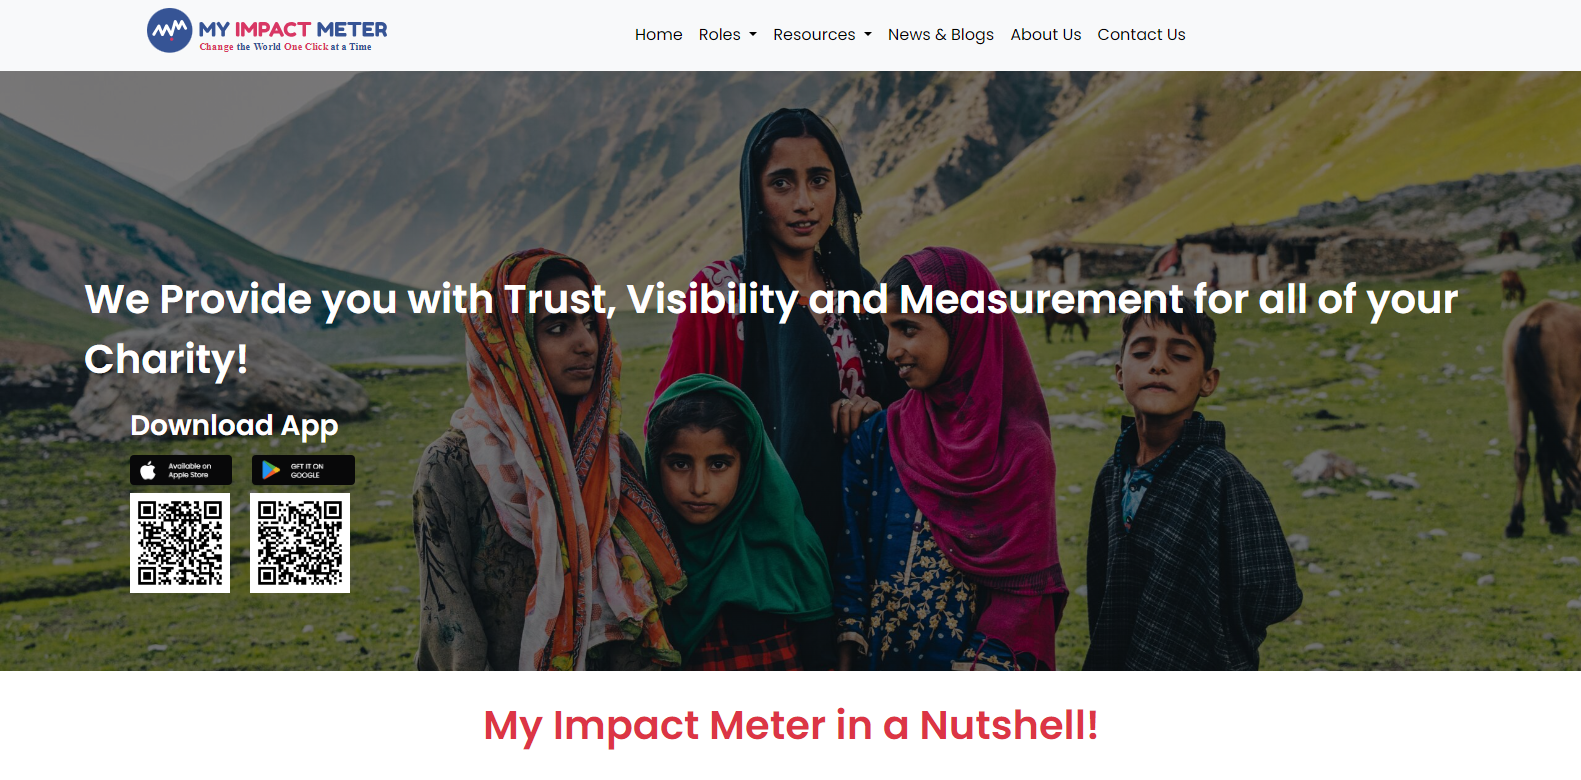 MY IMPACT METER
Change the World One Click at a Time
Home Roles Resources News & Blogs About Us Contact Us
We Provide you with Trust, Visibility and Measurement for all of your
Charity!
Download App
Available on
Apple Store
GET IT ON
GOOGLE
My Impact Meter in a Nutshell!